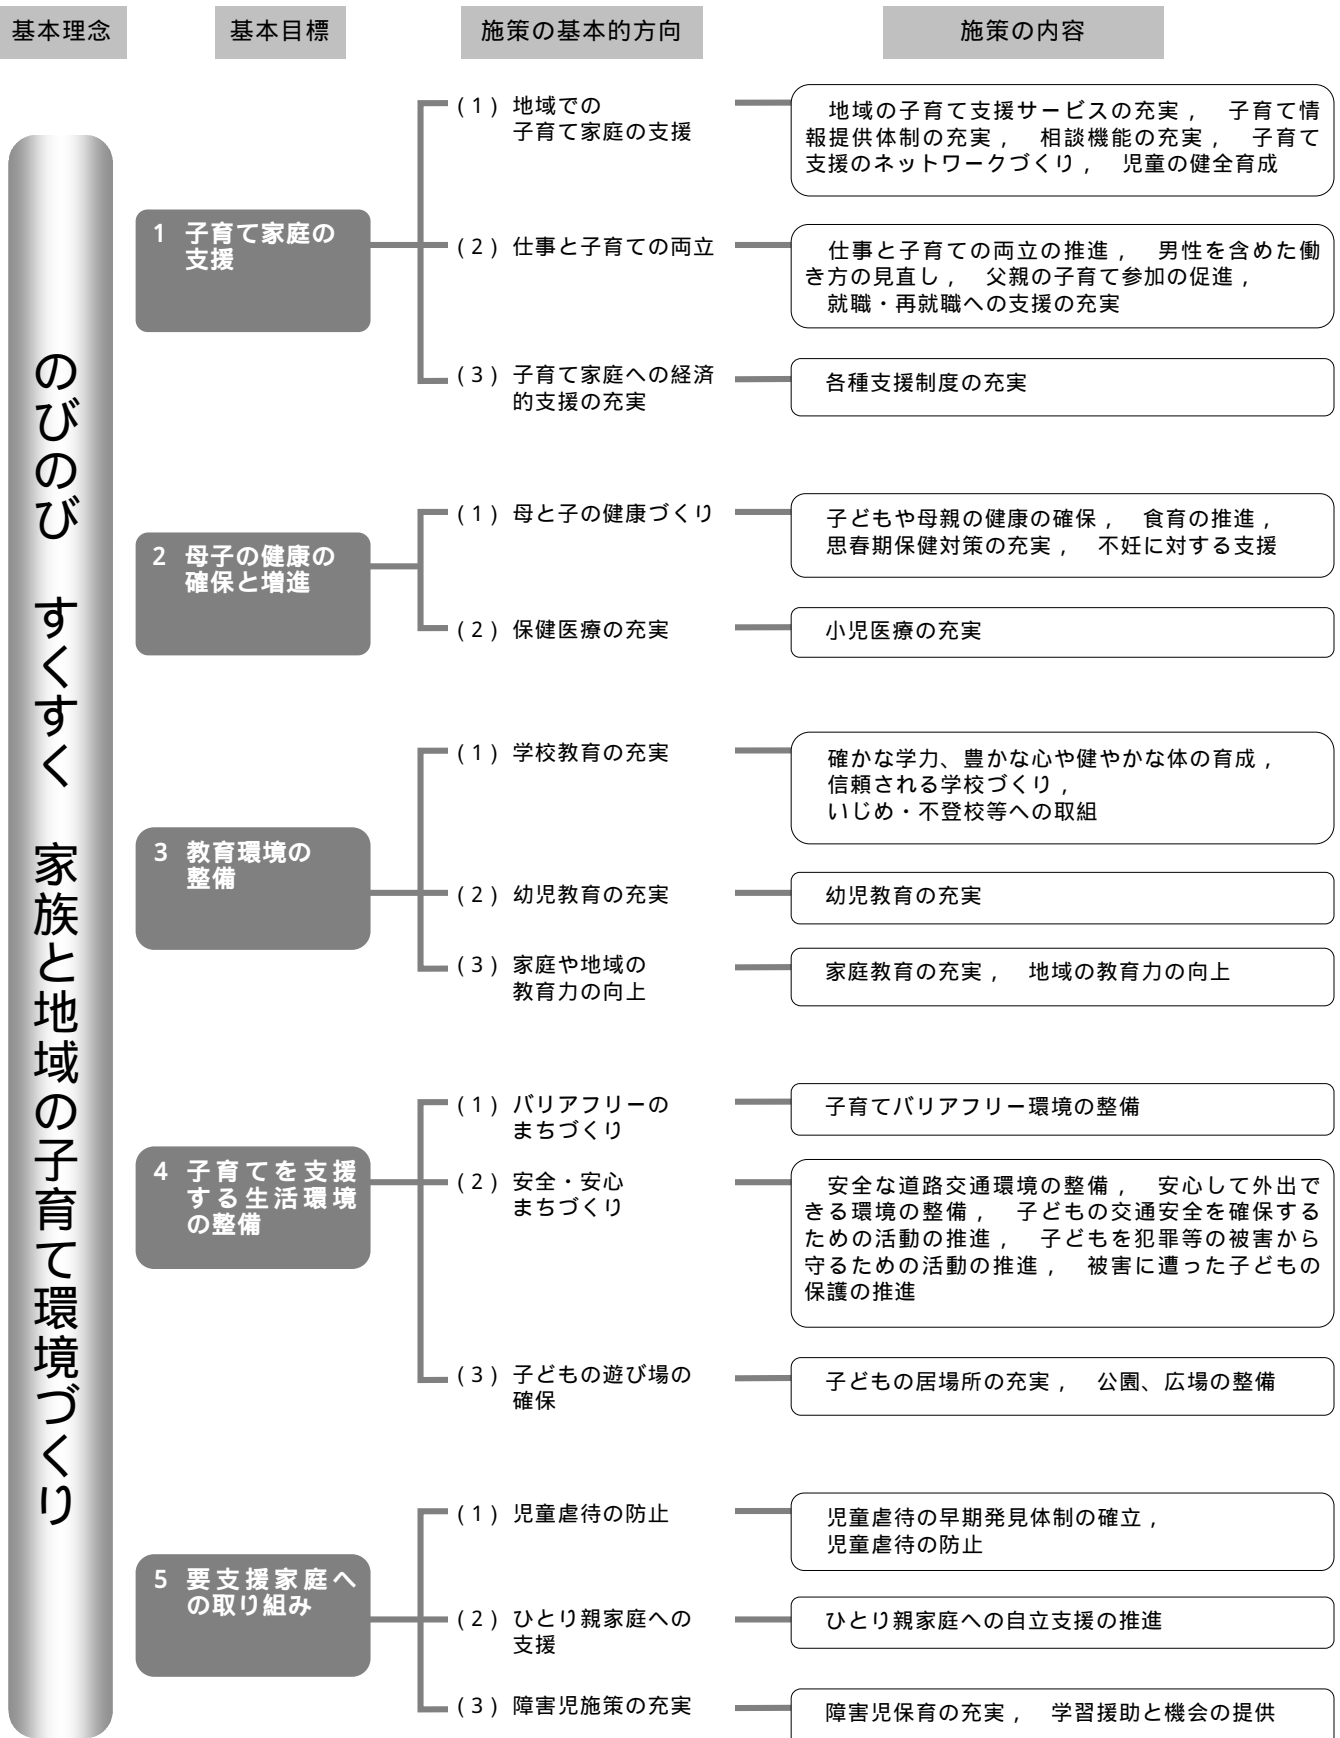 基本理念
基本目標
施策の基本的方向
施策の内容
のびのび　すくすく　家族と地域の子育て環境づくり
1 子育て家庭の
支援
(1) 地域での
子育て家庭の支援
地域の子育て支援サービスの充実，　子育て情
報提供体制の充実，　相談機能の充実，　子育て
支援のネットワークづくり，　児童の健全育成
(2) 仕事と子育ての両立
仕事と子育ての両立の推進，　男性を含めた働
き方の見直し，　父親の子育て参加の促進，
就職・再就職への支援の充実
(3) 子育て家庭への経済
的支援の充実
各種支援制度の充実
2 母子の健康の
確保と増進
(1) 母と子の健康づくり
子どもや母親の健康の確保，　食育の推進，
思春期保健対策の充実，　不妊に対する支援
(2) 保健医療の充実
小児医療の充実
3 教育環境の
整備
(1) 学校教育の充実
確かな学力、豊かな心や健やかな体の育成，
信頼される学校づくり，
いじめ・不登校等への取組
(2) 幼児教育の充実
幼児教育の充実
(3) 家庭や地域の
教育力の向上
家庭教育の充実，　地域の教育力の向上
4 子育てを支援
する生活環境
の整備
(1) バリアフリーの
まちづくり
子育てバリアフリー環境の整備
(2) 安全・安心
まちづくり
安全な道路交通環境の整備，　安心して外出で
きる環境の整備，　子どもの交通安全を確保する
ための活動の推進，　子どもを犯罪等の被害から
守るための活動の推進，　被害に遭った子どもの
保護の推進
(3) 子どもの遊び場の
確保
子どもの居場所の充実，　公園、広場の整備
5 要支援家庭へ
の取り組み
(1) 児童虐待の防止
児童虐待の早期発見体制の確立，
児童虐待の防止
(2) ひとり親家庭への
支援
ひとり親家庭への自立支援の推進
(3) 障害児施策の充実
障害児保育の充実，　学習援助と機会の提供